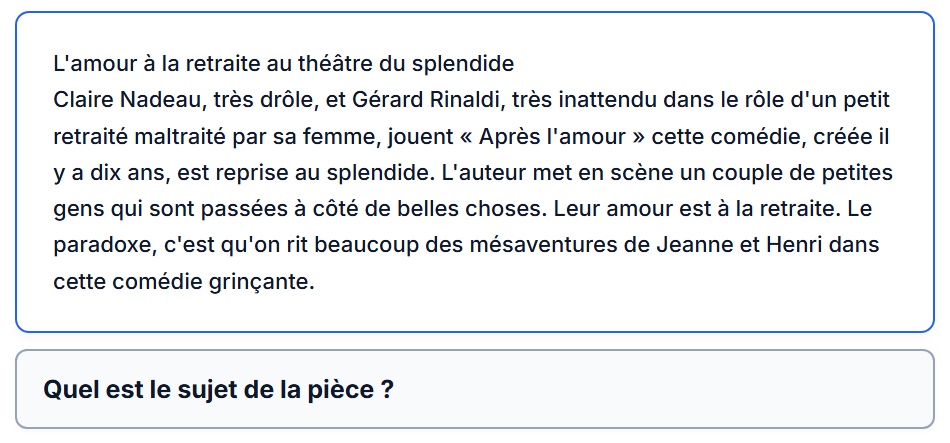 L'amour à la retraite au théâtre du splendide
Claire Nadeau, très drôle, et Gérard Rinaldi, très inattendu dans le rôle d'un petit
retraité maltraité par sa femme, jouent « Après l'amour » cette comédie, créée il
y a dix ans, est reprise au splendide. L'auteur met en scène un couple de petites
gens qui sont passées à côté de belles choses. Leur amour est à la retraite. Le
paradoxe, c'est qu'on rit beaucoup des mésaventures de Jeanne et Henri dans
cette comédie grinçante.
Quel est le sujet de la pièce ?